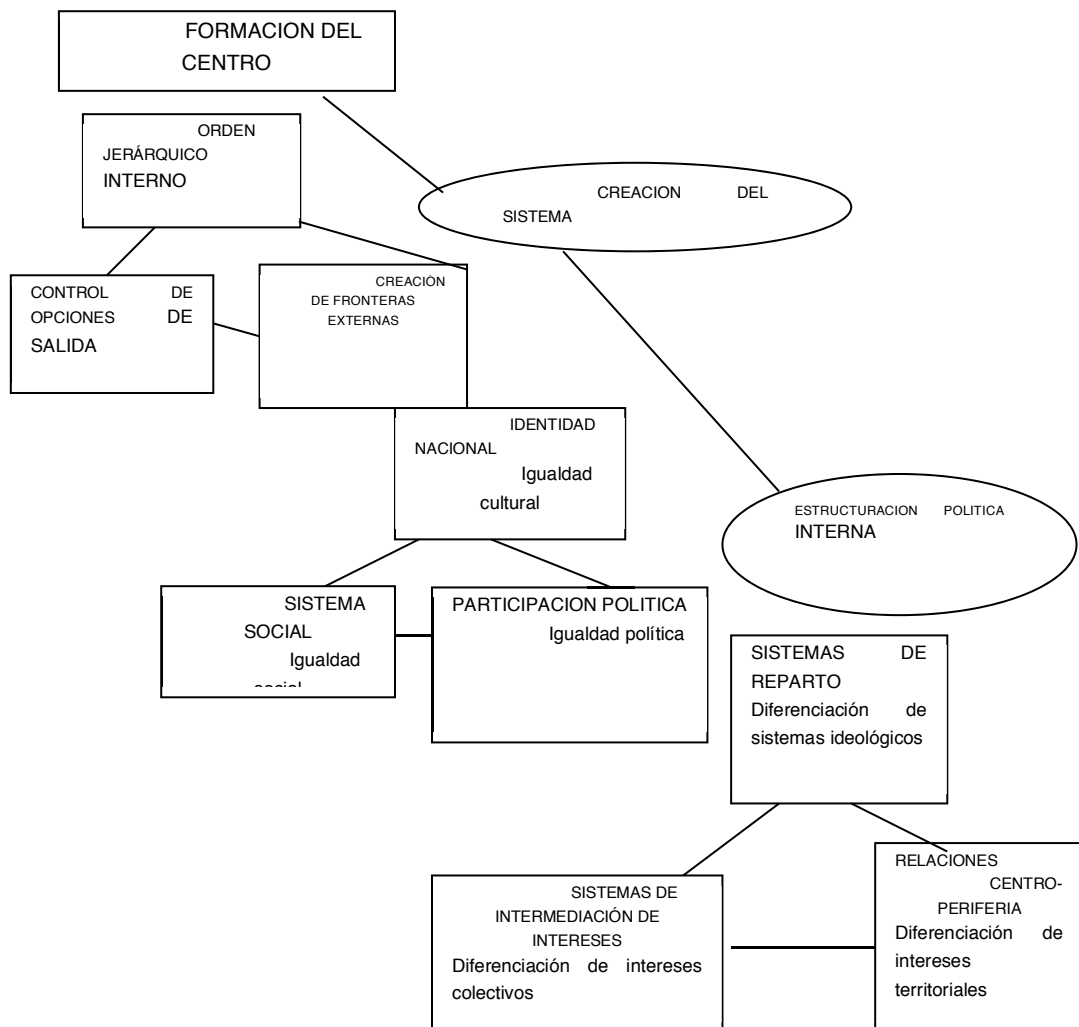 FORMACION DEL
CENTRO
ORDEN
JERÁRQUICO
INTERNO
CREACION DEL
SISTEMA
CONTROL DE
OPCIONES DE
SALIDA
CREACIÓN
DE FRONTERAS
EXTERNAS
IDENTIDAD
NACIONAL
Igualdad
cultural
ESTRUCTURACION POLITICA
INTERNA
SISTEMA
SOCIAL
Igualdad
social
PARTICIPACION POLITICA
Igualdad política
SISTEMAS DE
REPARTO
Diferenciación de
sistemas ideológicos
SISTEMAS DE
INTERMEDIACIÓN DE
INTERESES
Diferenciación de intereses
colectivos
RELACIONES
CENTRO-
PERIFERIA
Diferenciación de
intereses
territoriales